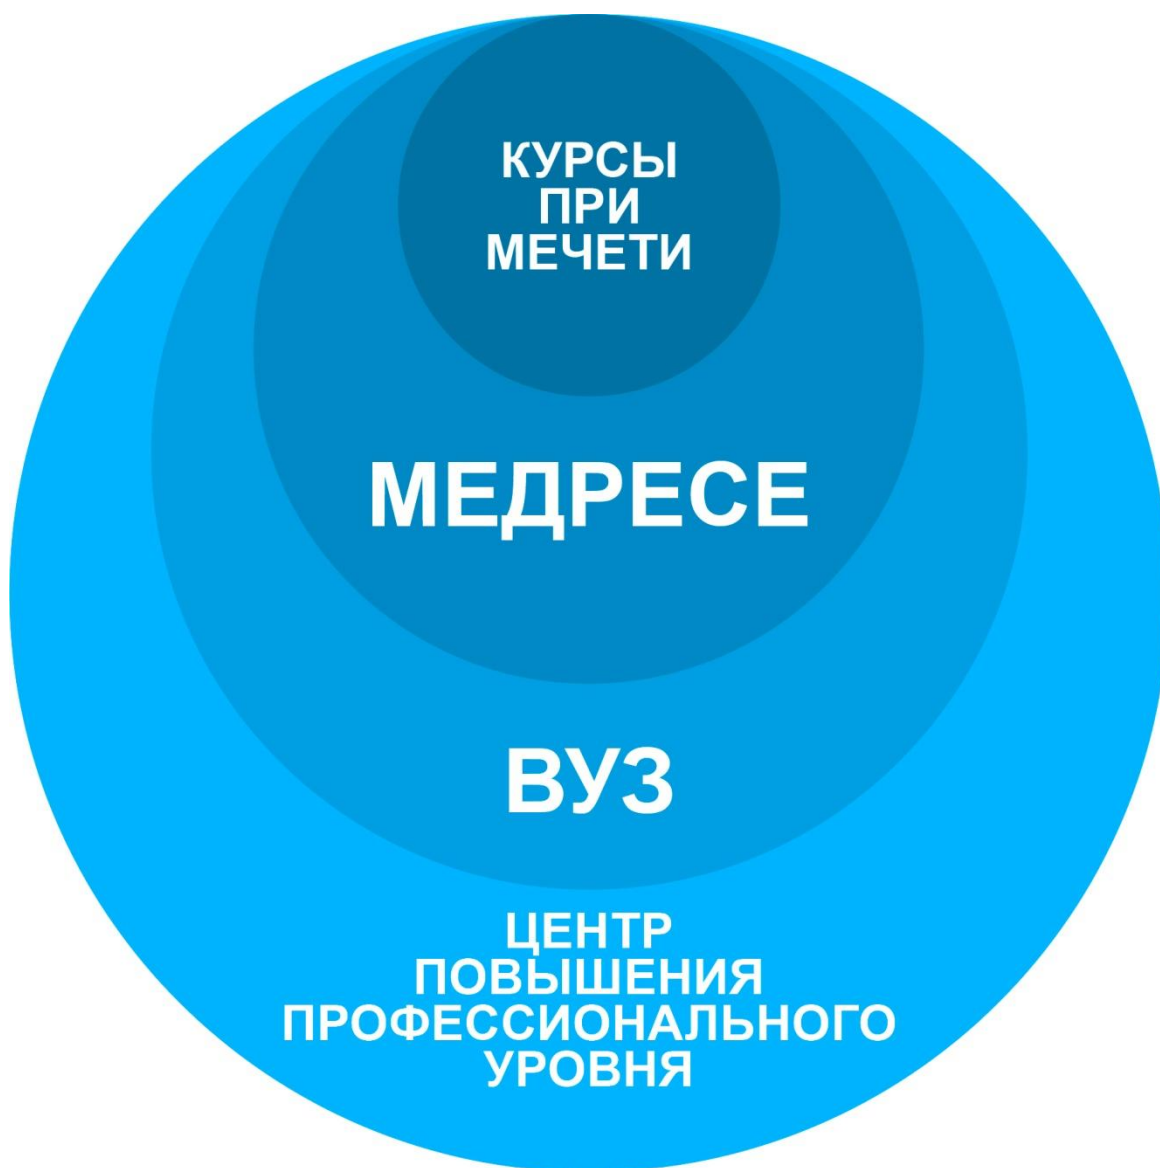 КУРСЫ
ПРИ
МЕЧЕТИ
МЕДРЕСЕ
ВУЗ
ЦЕНТР
ПОВЫШЕНИЯ
ПРОФЕССИОНАЛЬНОГО
УРОВНЯ